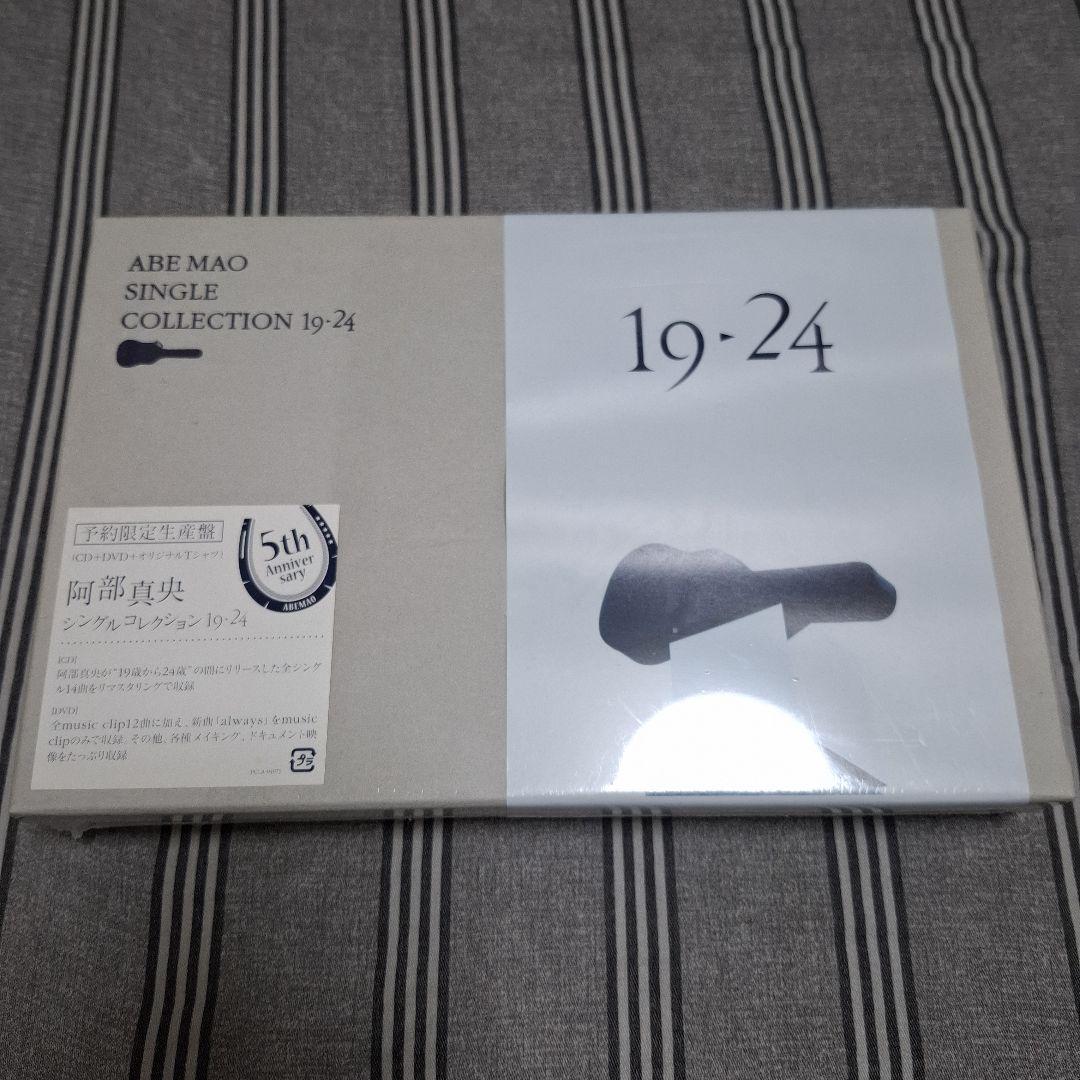 ABE MAO
SINGLE
COLLECTION 19-24
19-24
予約限定生産盤
(CD+DVD+オリジナルTシャツ)
阿部真央
シングルコレクション 19-24
5th
Anniver
sary
ABEMAO
[CD]
阿部真央が"19歳から24歳"の間にリリースした全シング
ル14曲をリマスタリングで収録
[DVD]
全music clip12曲に加え、新曲「always」をmusic
clipのみで収録。その他、各種メイキング、ドキュメント映
像をたっぷり収録
プラ